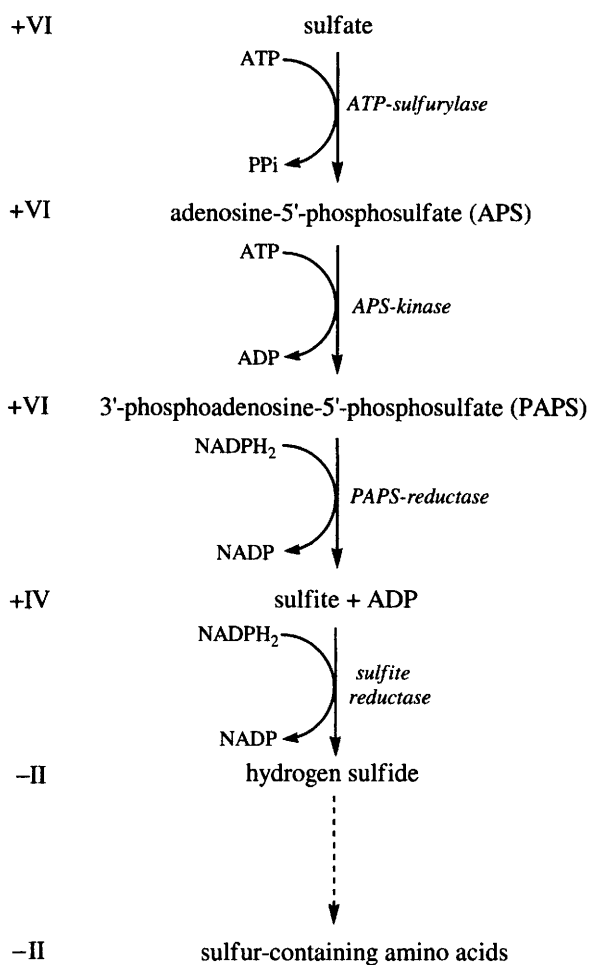 +VI sulfate
ATP
ATP-sulfurylase
PPi
+VI adenosine-5'-phosphosulfate (APS)
ATP
APS-kinase
ADP
+VI 3'-phosphoadenosine-5'-phosphosulfate (PAPS)
NADPH₂
PAPS-reductase
NADP
+IV sulfite + ADP
NADPH₂
sulfite
reductase
NADP
–II hydrogen sulfide
–II sulfur-containing amino acids